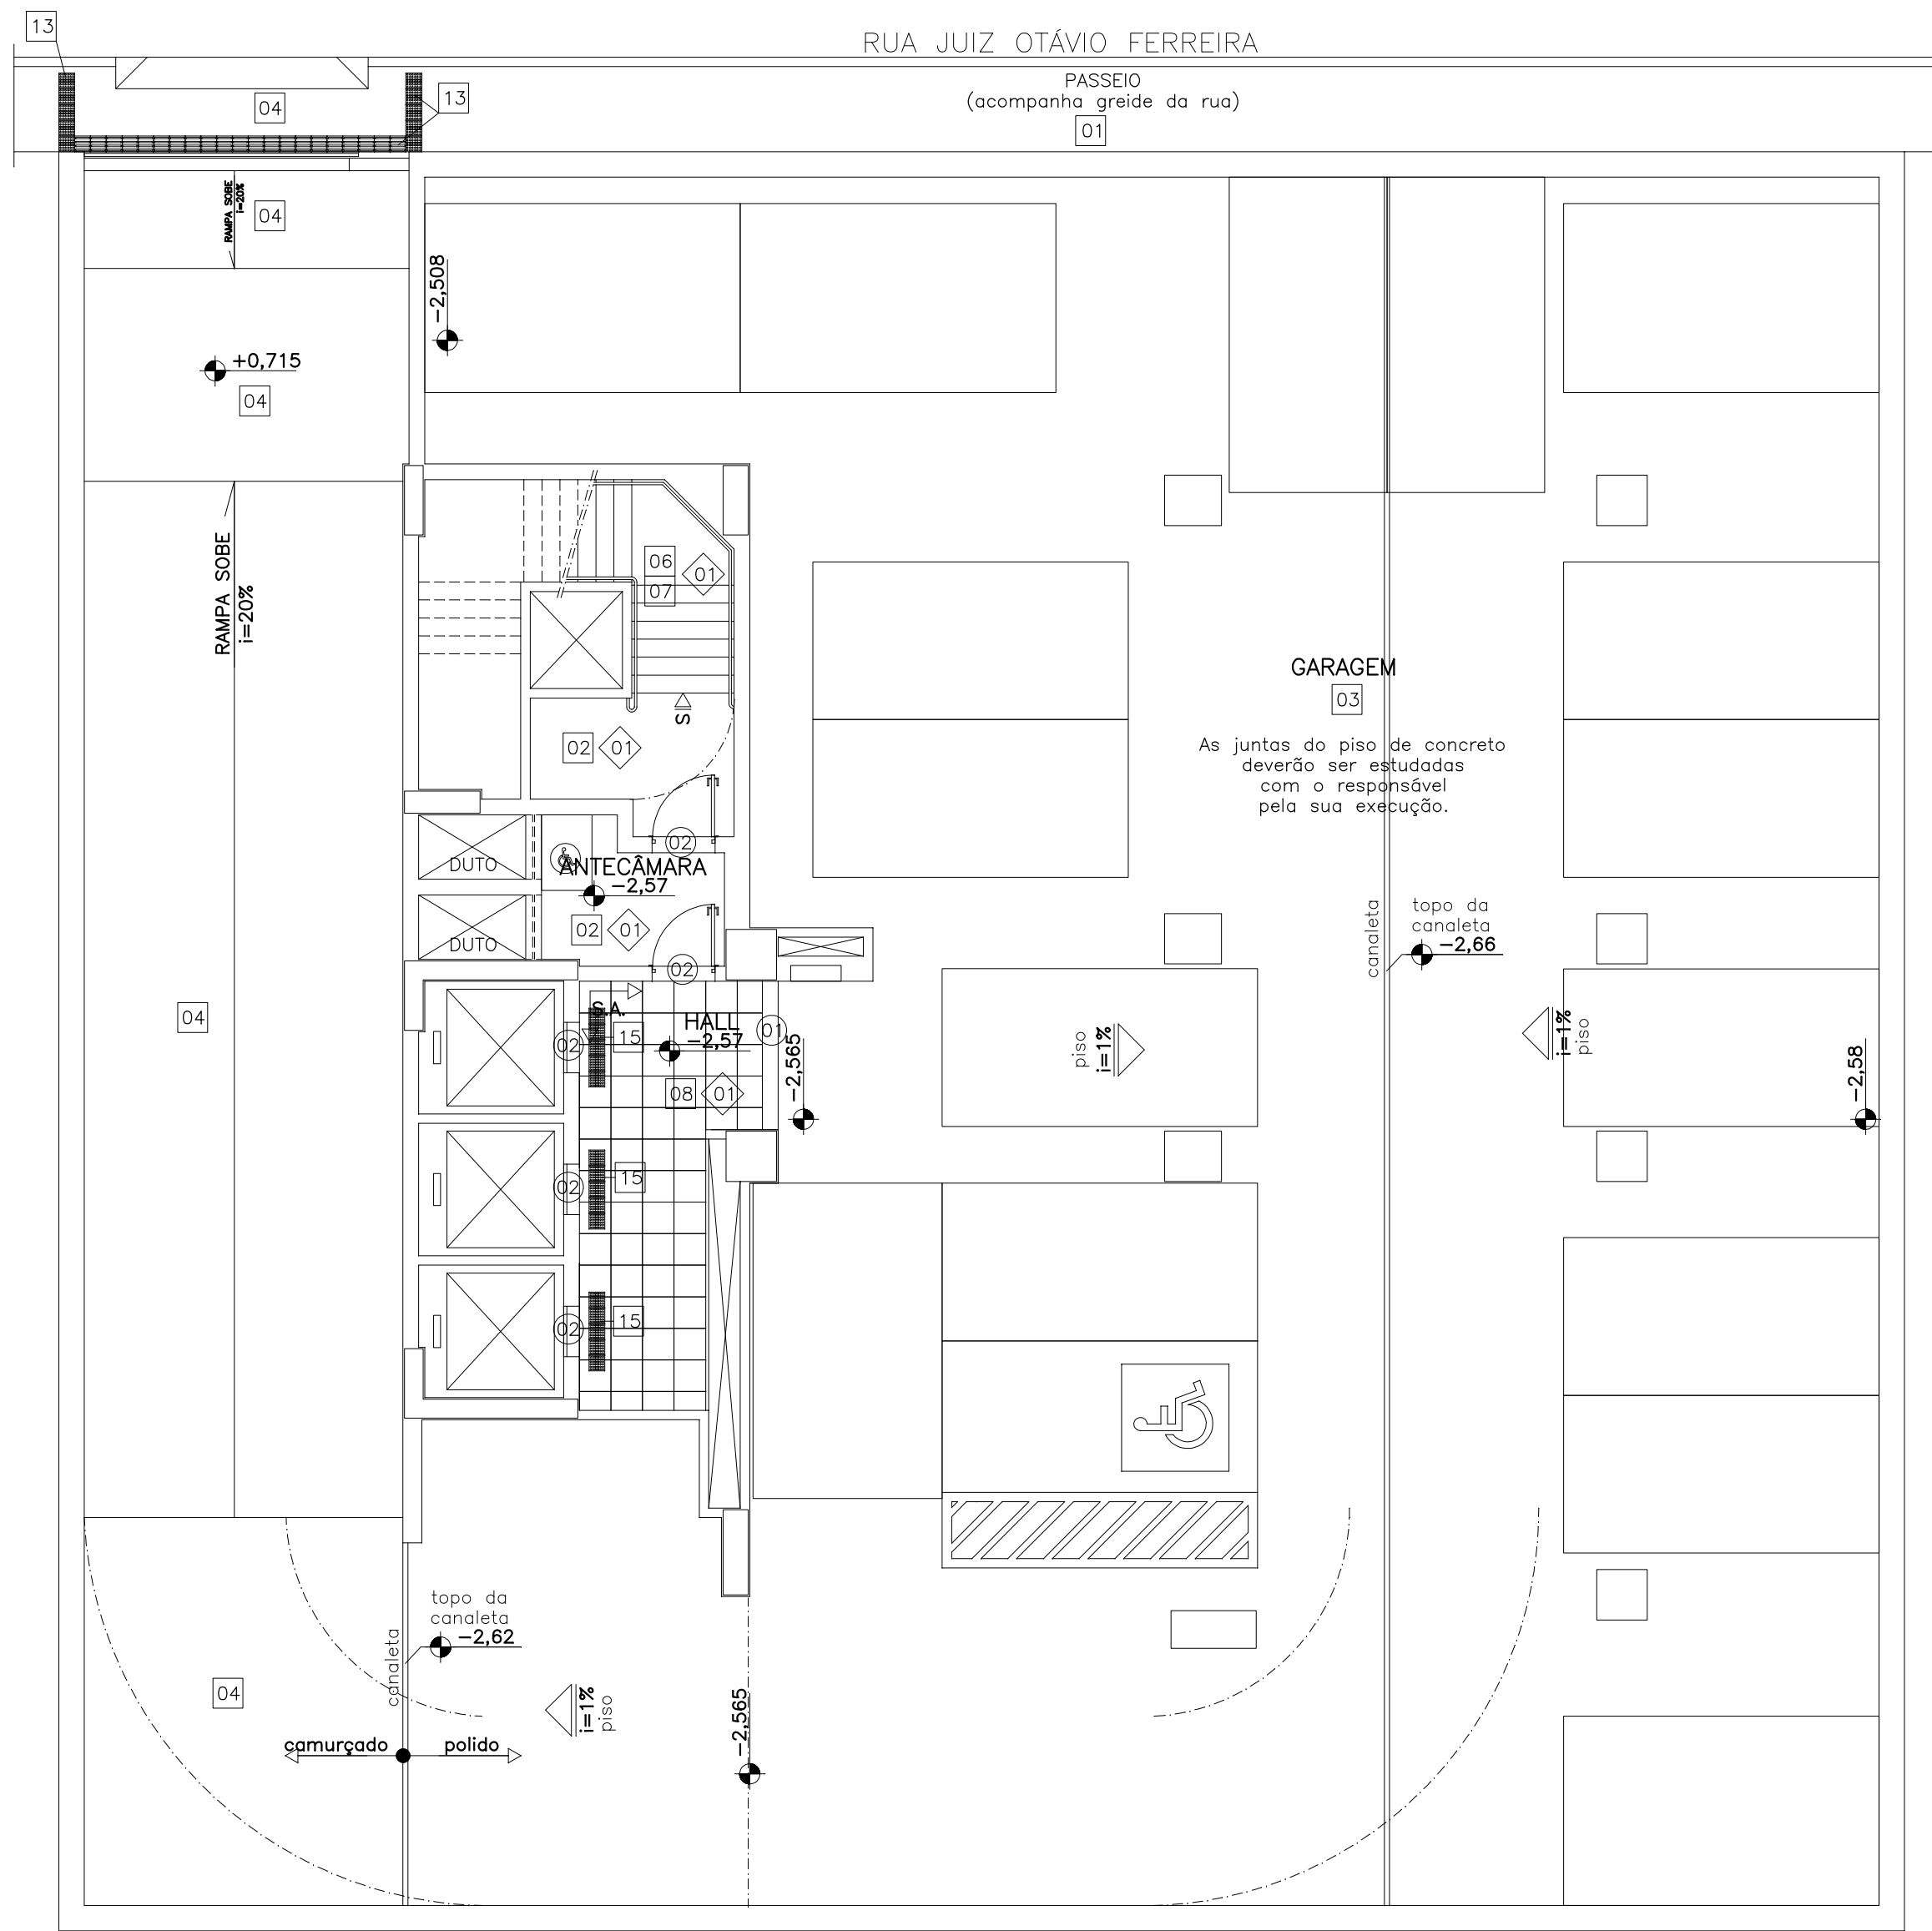 13
RUA JUIZ OTÁVIO FERREIRA
PASSEIO
(acompanha greide da rua)
01
04
13
RAMPA SOBE
i=20%
04
-2,508
+0,715
04
RAMPA SOBE
i=20%
06
07
01
S
02
01
GARAGEM
03
As juntas do piso de concreto
deverão ser estudadas
com o responsável
pela sua execução.
02
DUTO
ANTECÂMARA
-2,57
02
01
DUTO
02
canaleta
topo da
canaleta
-2,66
04
S.A.
HALL
-2,57
01
02
15
-2,565
08
01
piso
i=1%
i=1%
piso
-2,58
02
15
02
15
topo da
canaleta
-2,62
canaleta
04
i=1%
piso
-2,565
camurçado
polido